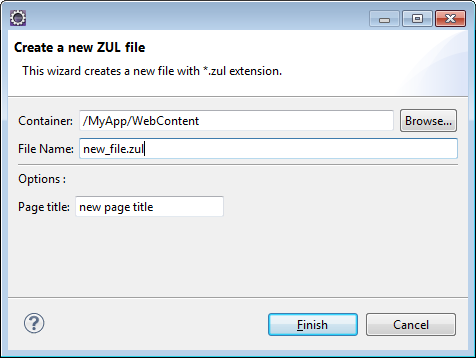 Create a new ZUL file
This wizard creates a new file with *.zul extension.
Container: /MyApp/WebContent Browse...
File Name: new_file.zul
Options :
Page title: new page title
? Finish Cancel